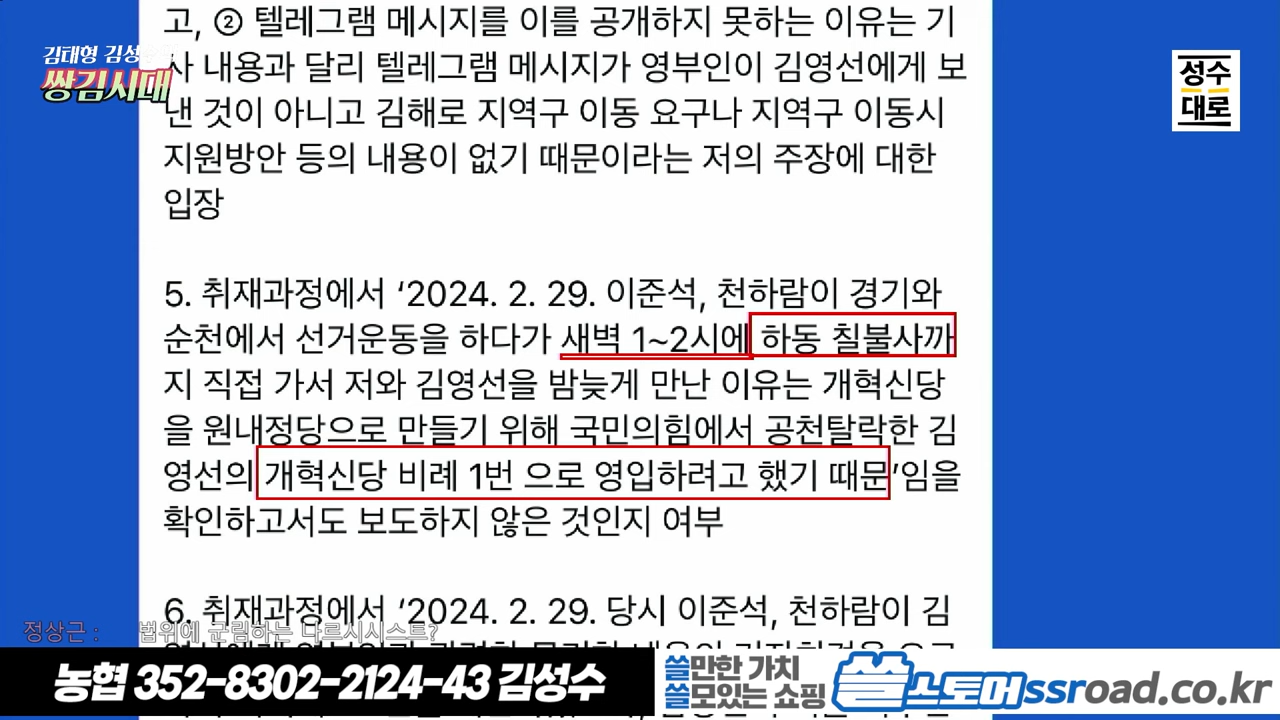 고, ② 텔레그램 메시지를 이를 공개하지 못하는 이유는 기
김태형 김성
쌍김시대
사 내용과 달리 텔레그램 메시지가 영부인이 김영선에게 보
낸 것이 아니고 김해로 지역구 이동 요구나 지역구 이동시
지원방안 등의 내용이 없기 때문이라는 저의 주장에 대한
입장
성수
대로
5. 취재과정에서 ‘2024. 2. 29. 이준석, 천하람이 경기와
순천에서 선거운동을 하다가 새벽 1~2시에 하동 칠불사까
지 직접 가서 저와 김영선을 밤늦게 만난 이유는 개혁신당
을 원내정당으로 만들기 위해 국민의힘에서 공천탈락한 김
영선의 개혁신당 비례 1번 으로 영입하려고 했기 때문’임을
확인하고서도 보도하지 않은 것인지 여부
6. 취재과정에서 ‘2024. 2. 29. 당시 이준석, 천하람이 김
정상근 : 법위에 군림하는 나르시시스트?
농협 352-8302-2124-43 김성수
쓸만한 가치
쓸모있는 쇼핑
쓸스토어ssroad.co.kr